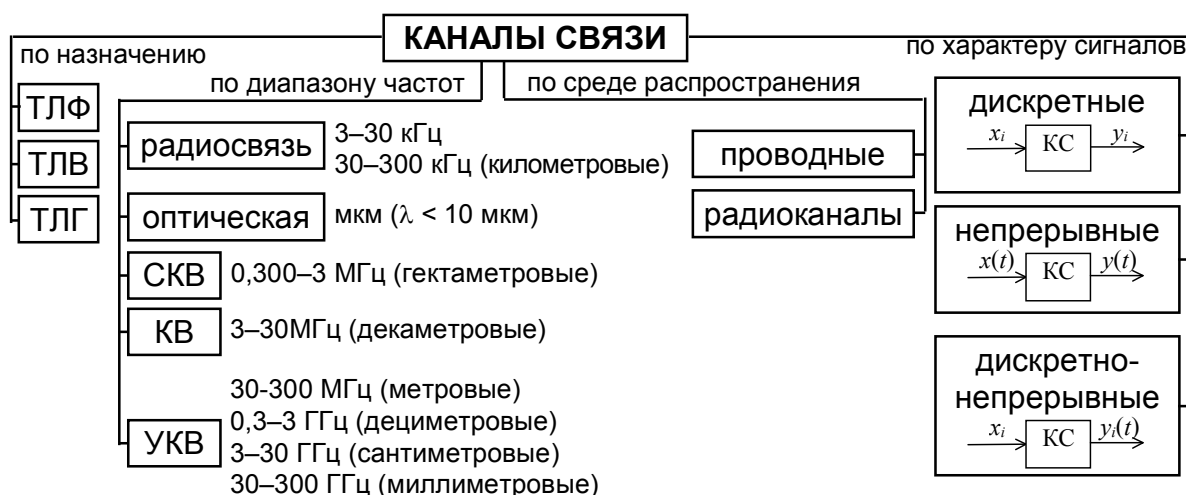 КАНАЛЫ СВЯЗИ
по назначению
ТЛФ
ТЛВ
ТЛГ
по диапазону частот
радиосвязь
3–30 кГц
30–300 кГц (километровые)
оптическая
мкм (λ < 10 мкм)
СКВ
0,300–3 МГц (гектаметровые)
КВ
3–30МГц (декаметровые)
УКВ
30-300 МГц (метровые)
0,3–3 ГГц (дециметровые)
3–30 ГГц (сантиметровые)
30–300 ГГц (миллиметровые)
по среде распространения
проводные
радиоканалы
по характеру сигналов
дискретные
xi КС yi
непрерывные
x(t) КС y(t)
дискретно-
непрерывные
xi КС yi(t)